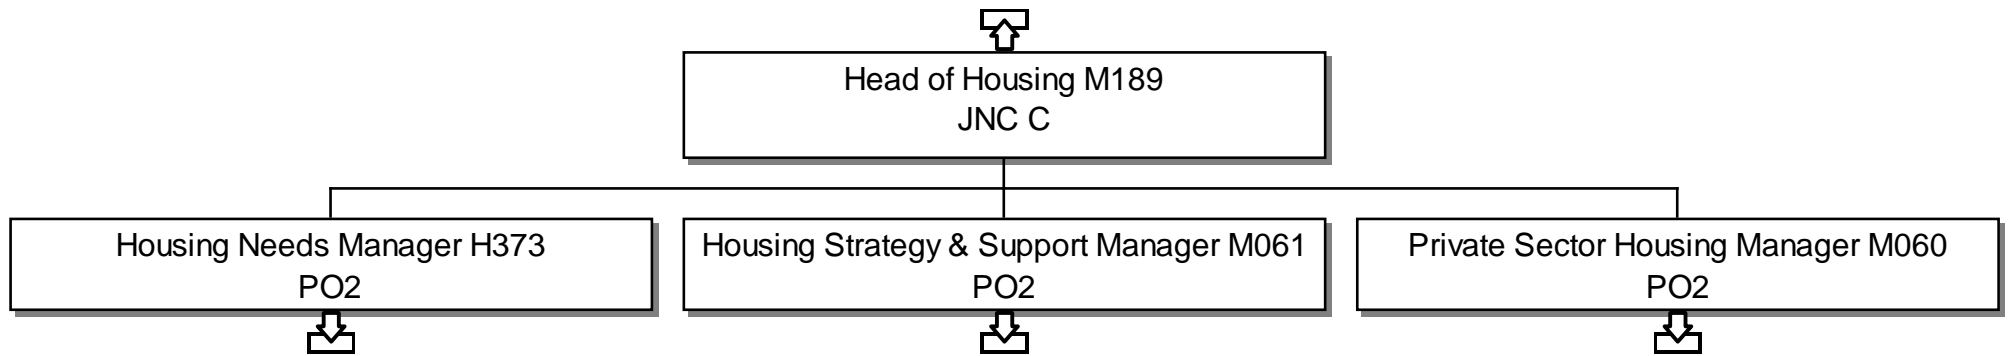 Head of Housing M189
JNC C
Housing Needs Manager H373
PO2
Housing Strategy & Support Manager M061
PO2
Private Sector Housing Manager M060
PO2